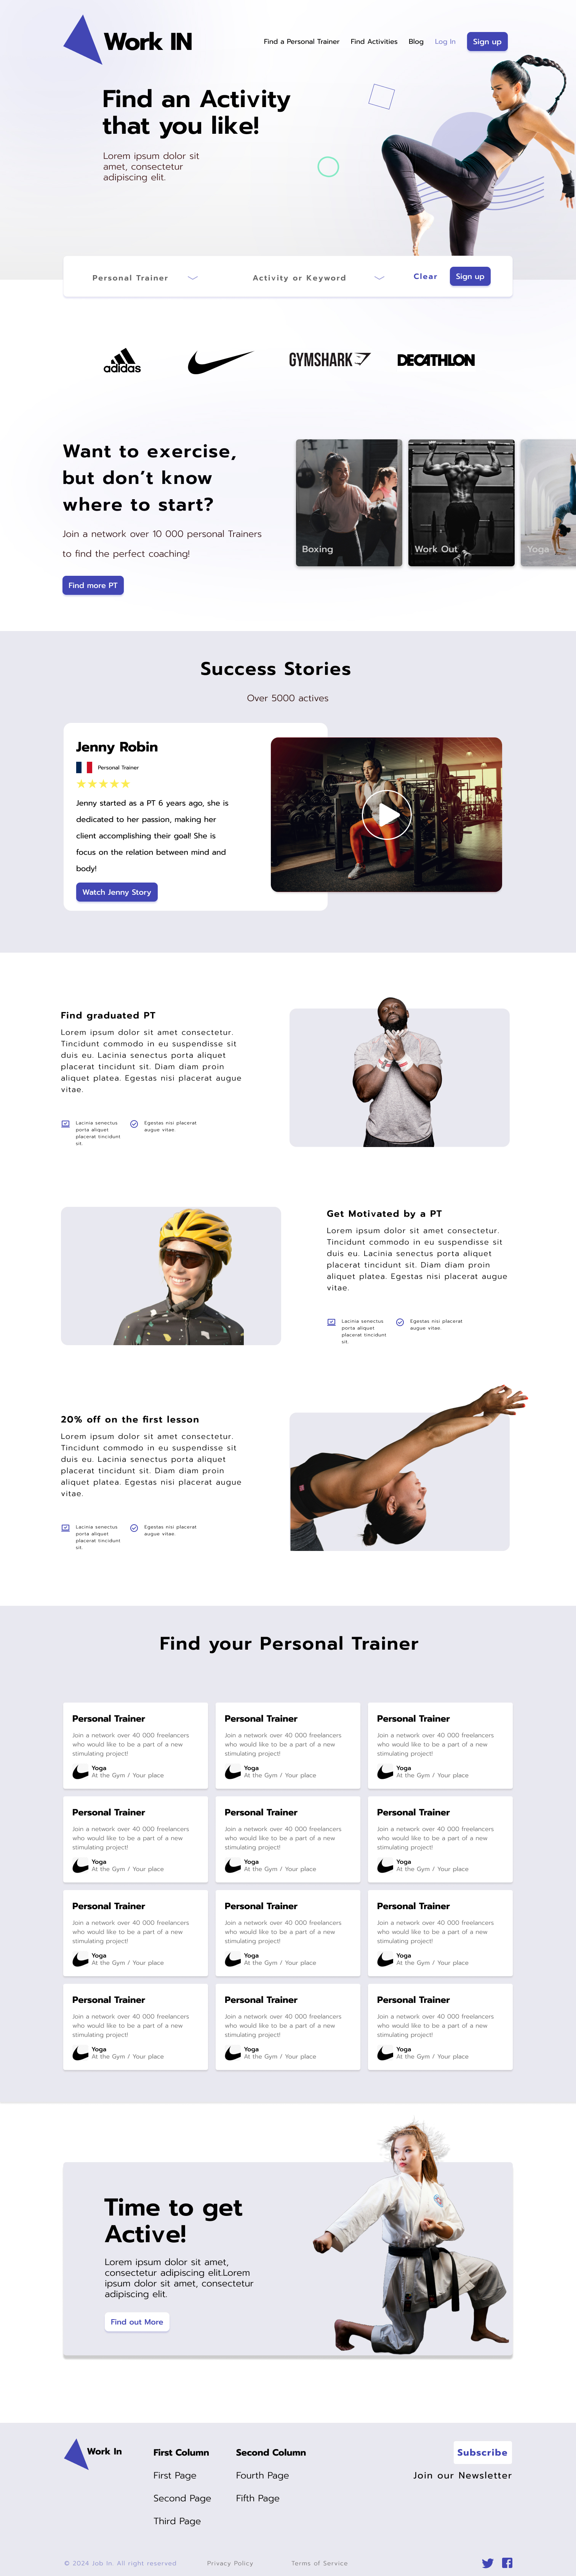 Work IN
Find a Personal Trainer
Find Activities
Blog
Log In
Sign up
Find an Activity
that you like!
Lorem ipsum dolor sit
amet, consectetur
adipiscing elit.
Personal Trainer
Activity or Keyword
Clear
Sign up
adidas
GYMSHARK
DECATHLON
Want to exercise,
but don't know
where to start?
Join a network over 10 000 personal Trainers
to find the perfect coaching!
Find more PT
Boxing
Work Out
Yoga
Success Stories
Over 5000 actives
Jenny Robin
Personal Trainer
Jenny started as a PT 6 years ago, she is
dedicated to her passion, making her
client accomplishing their goal! She is
focus on the relation between mind and
body!
Watch Jenny Story
Find graduated PT
Lorem ipsum dolor sit amet consectetur.
Tincidunt commodo in eu suspendisse sit
duis eu. Lacinia senectus porta aliquet
placerat tincidunt sit. Diam diam proin
aliquet platea. Egestas nisi placerat augue
vitae.
Lacinia senectus
porta aliquet
placerat tincidunt
sit.
Egestas nisi placerat
augue vitae.
Get Motivated by a PT
Lorem ipsum dolor sit amet consectetur.
Tincidunt commodo in eu suspendisse sit
duis eu. Lacinia senectus porta aliquet
placerat tincidunt sit. Diam diam proin
aliquet platea. Egestas nisi placerat augue
vitae.
Lacinia senectus
porta aliquet
placerat tincidunt
sit.
Egestas nisi placerat
augue vitae.
20% off on the first lesson
Lorem ipsum dolor sit amet consectetur.
Tincidunt commodo in eu suspendisse sit
duis eu. Lacinia senectus porta aliquet
placerat tincidunt sit. Diam diam proin
aliquet platea. Egestas nisi placerat augue
vitae.
Lacinia senectus
porta aliquet
placerat tincidunt
sit.
Egestas nisi placerat
augue vitae.
Find your Personal Trainer
Personal Trainer
Join a network over 40 000 freelancers
who would like to be a part of a new
stimulating project!
Yoga
At the Gym / Your place
Personal Trainer
Join a network over 40 000 freelancers
who would like to be a part of a new
stimulating project!
Yoga
At the Gym / Your place
Personal Trainer
Join a network over 40 000 freelancers
who would like to be a part of a new
stimulating project!
Yoga
At the Gym / Your place
Personal Trainer
Join a network over 40 000 freelancers
who would like to be a part of a new
stimulating project!
Yoga
At the Gym / Your place
Personal Trainer
Join a network over 40 000 freelancers
who would like to be a part of a new
stimulating project!
Yoga
At the Gym / Your place
Personal Trainer
Join a network over 40 000 freelancers
who would like to be a part of a new
stimulating project!
Yoga
At the Gym / Your place
Personal Trainer
Join a network over 40 000 freelancers
who would like to be a part of a new
stimulating project!
Yoga
At the Gym / Your place
Personal Trainer
Join a network over 40 000 freelancers
who would like to be a part of a new
stimulating project!
Yoga
At the Gym / Your place
Personal Trainer
Join a network over 40 000 freelancers
who would like to be a part of a new
stimulating project!
Yoga
At the Gym / Your place
Personal Trainer
Join a network over 40 000 freelancers
who would like to be a part of a new
stimulating project!
Yoga
At the Gym / Your place
Personal Trainer
Join a network over 40 000 freelancers
who would like to be a part of a new
stimulating project!
Yoga
At the Gym / Your place
Personal Trainer
Join a network over 40 000 freelancers
who would like to be a part of a new
stimulating project!
Yoga
At the Gym / Your place
Time to get
Active!
Lorem ipsum dolor sit amet,
consectetur adipiscing elit.Lorem
ipsum dolor sit amet, consectetur
adipiscing elit.
Find out More
Work In
First Column
First Page
Second Page
Third Page
Second Column
Fourth Page
Fifth Page
Subscribe
Join our Newsletter
© 2024 Job In. All right reserved
Privacy Policy
Terms of Service